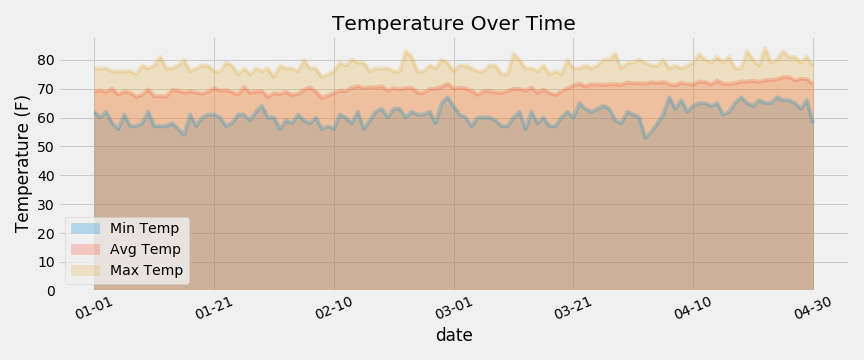 Temperature Over Time
Temperature (F)
80
70
60
50
40
30
20
10
0
Min Temp
Avg Temp
Max Temp
01-01
01-21
02-10
03-01
03-21
04-10
04-30
date